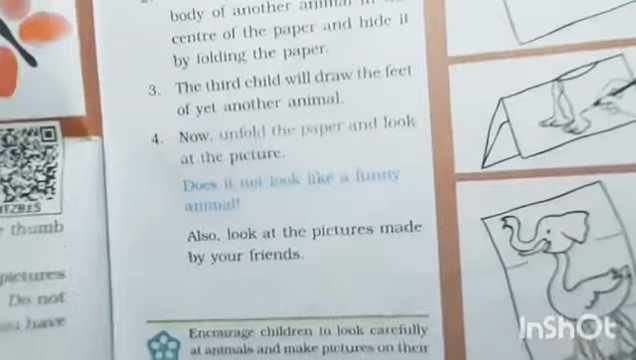 body of another animal in
centre of the paper and hide it
by folding the paper.
3. The third child will draw the feet
of yet another animal.
4. Now, unfold the paper and look
at the picture.
Does it not look like a funny
animal!
Also, look at the pictures made
by your friends.
Encourage children to look carefully
at animals and make pictures on their
thumb
pictures
Do not
have
InShOt